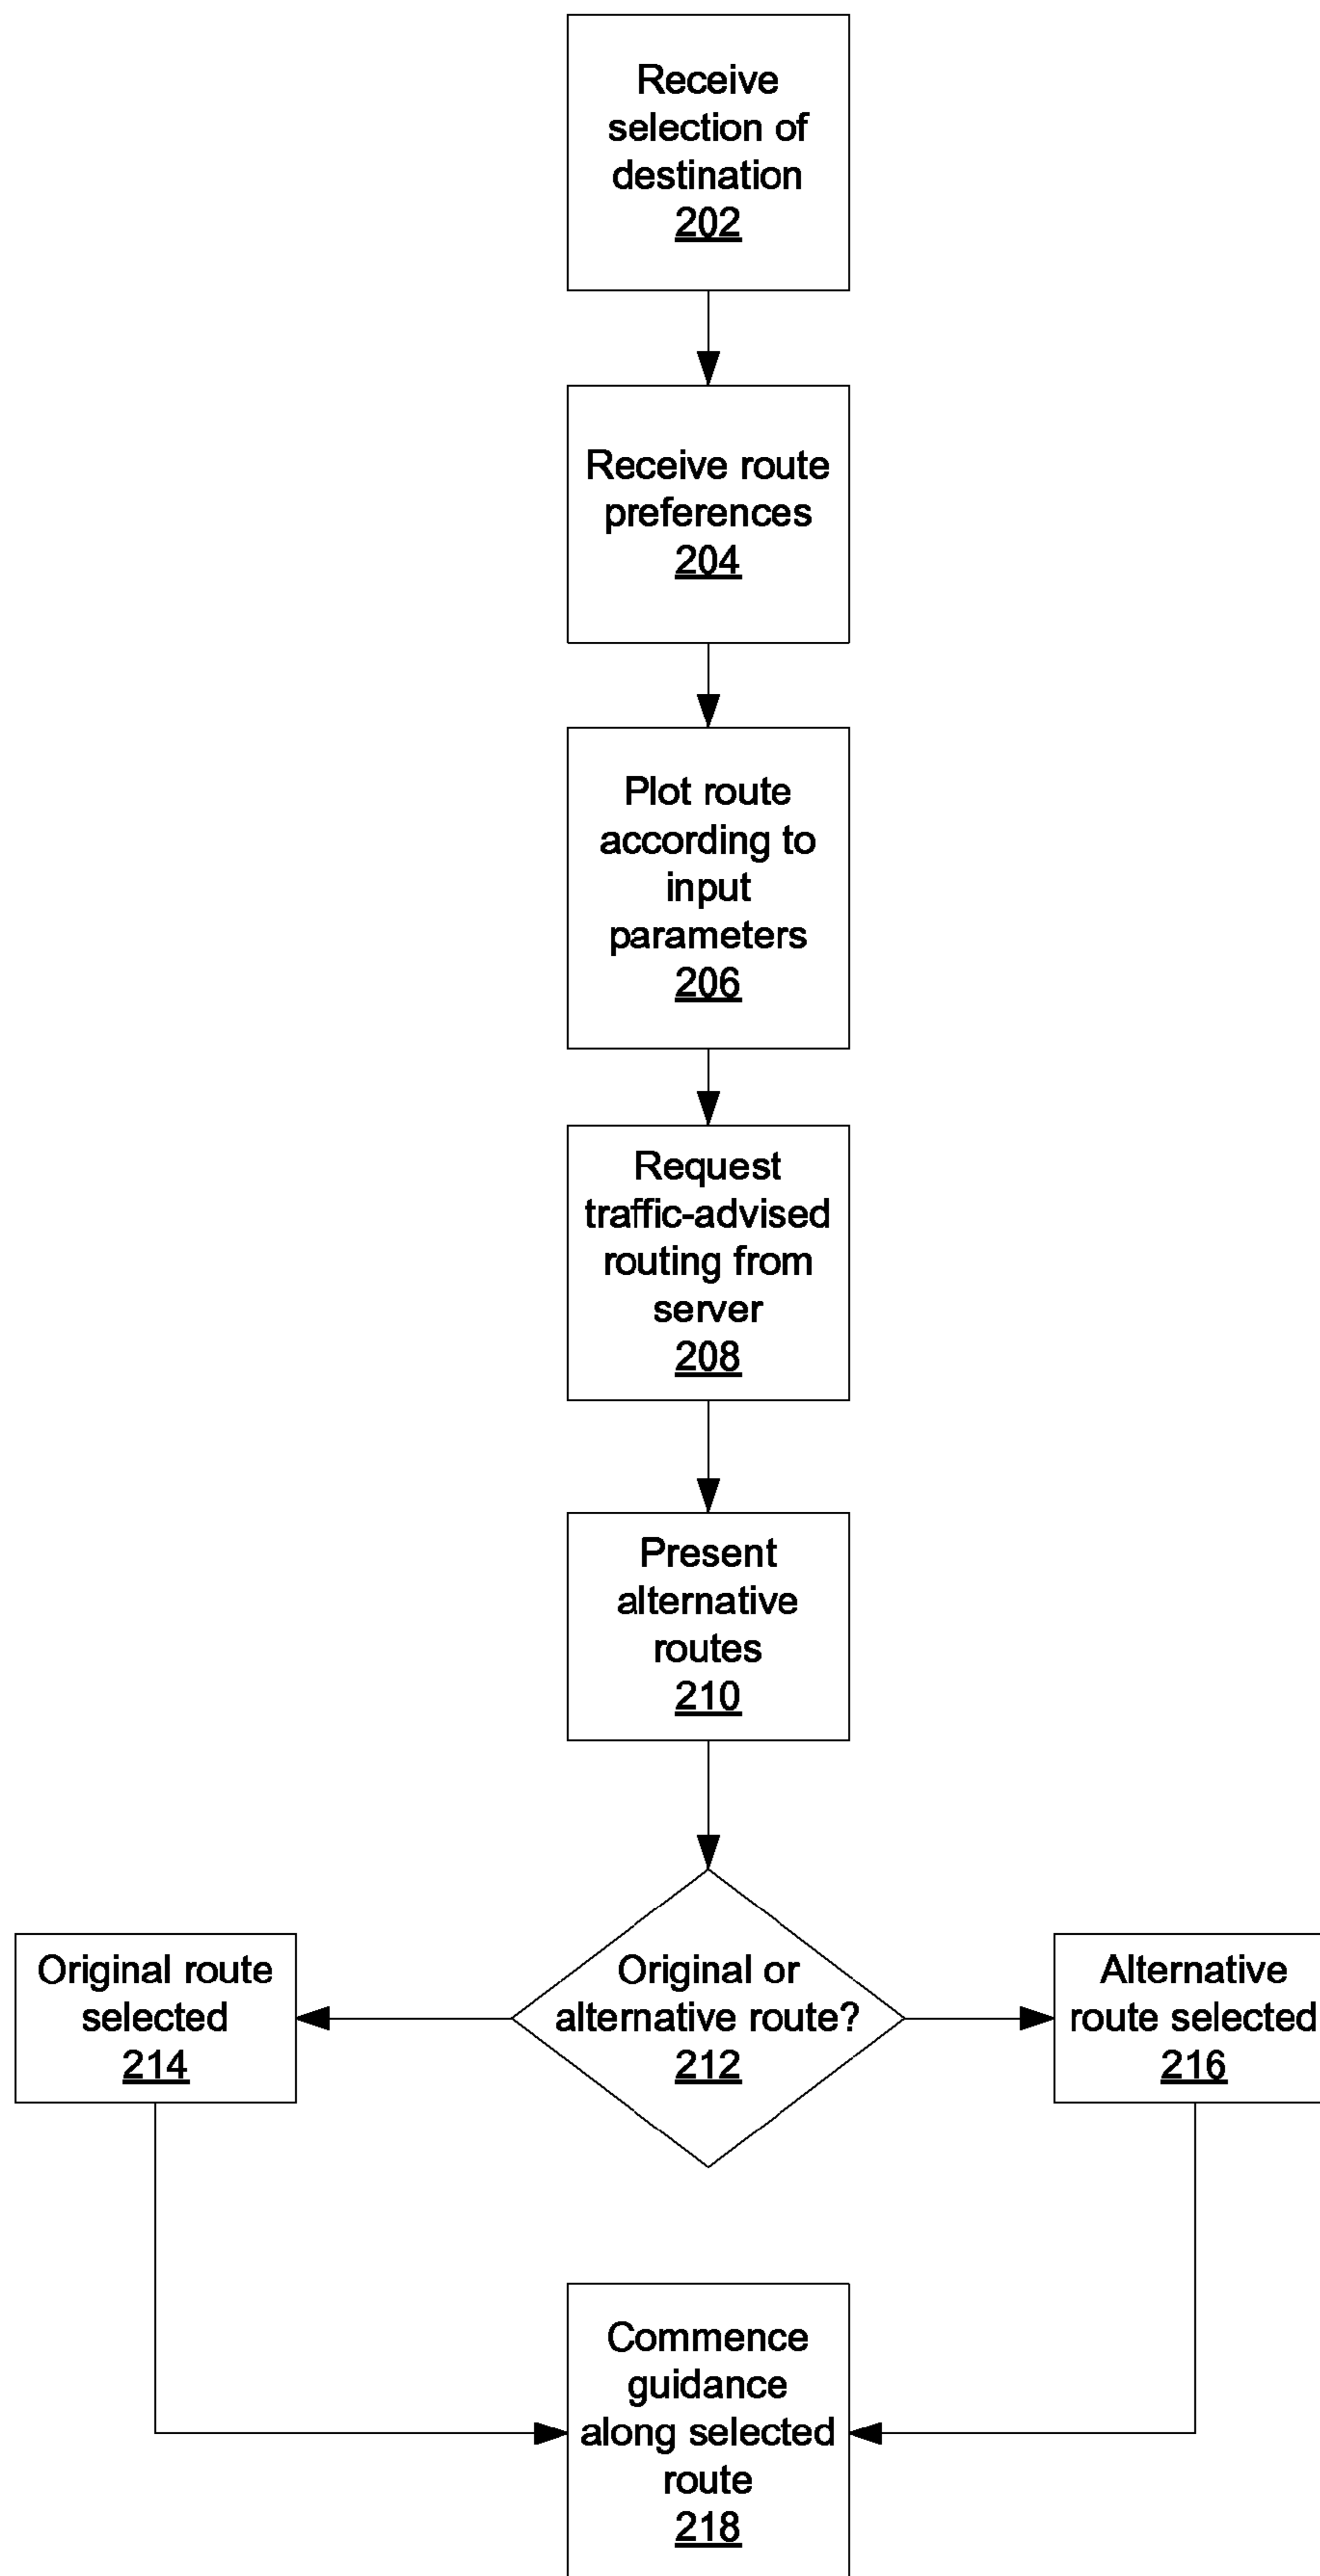 Receive
selection of
destination
202
Receive route
preferences
204
Plot route
according to
input
parameters
206
Request
traffic-advised
routing from
server
208
Present
alternative
routes
210
Original or
alternative route?
212
Original route
selected
214
Alternative
route selected
216
Commence
guidance
along selected
route
218